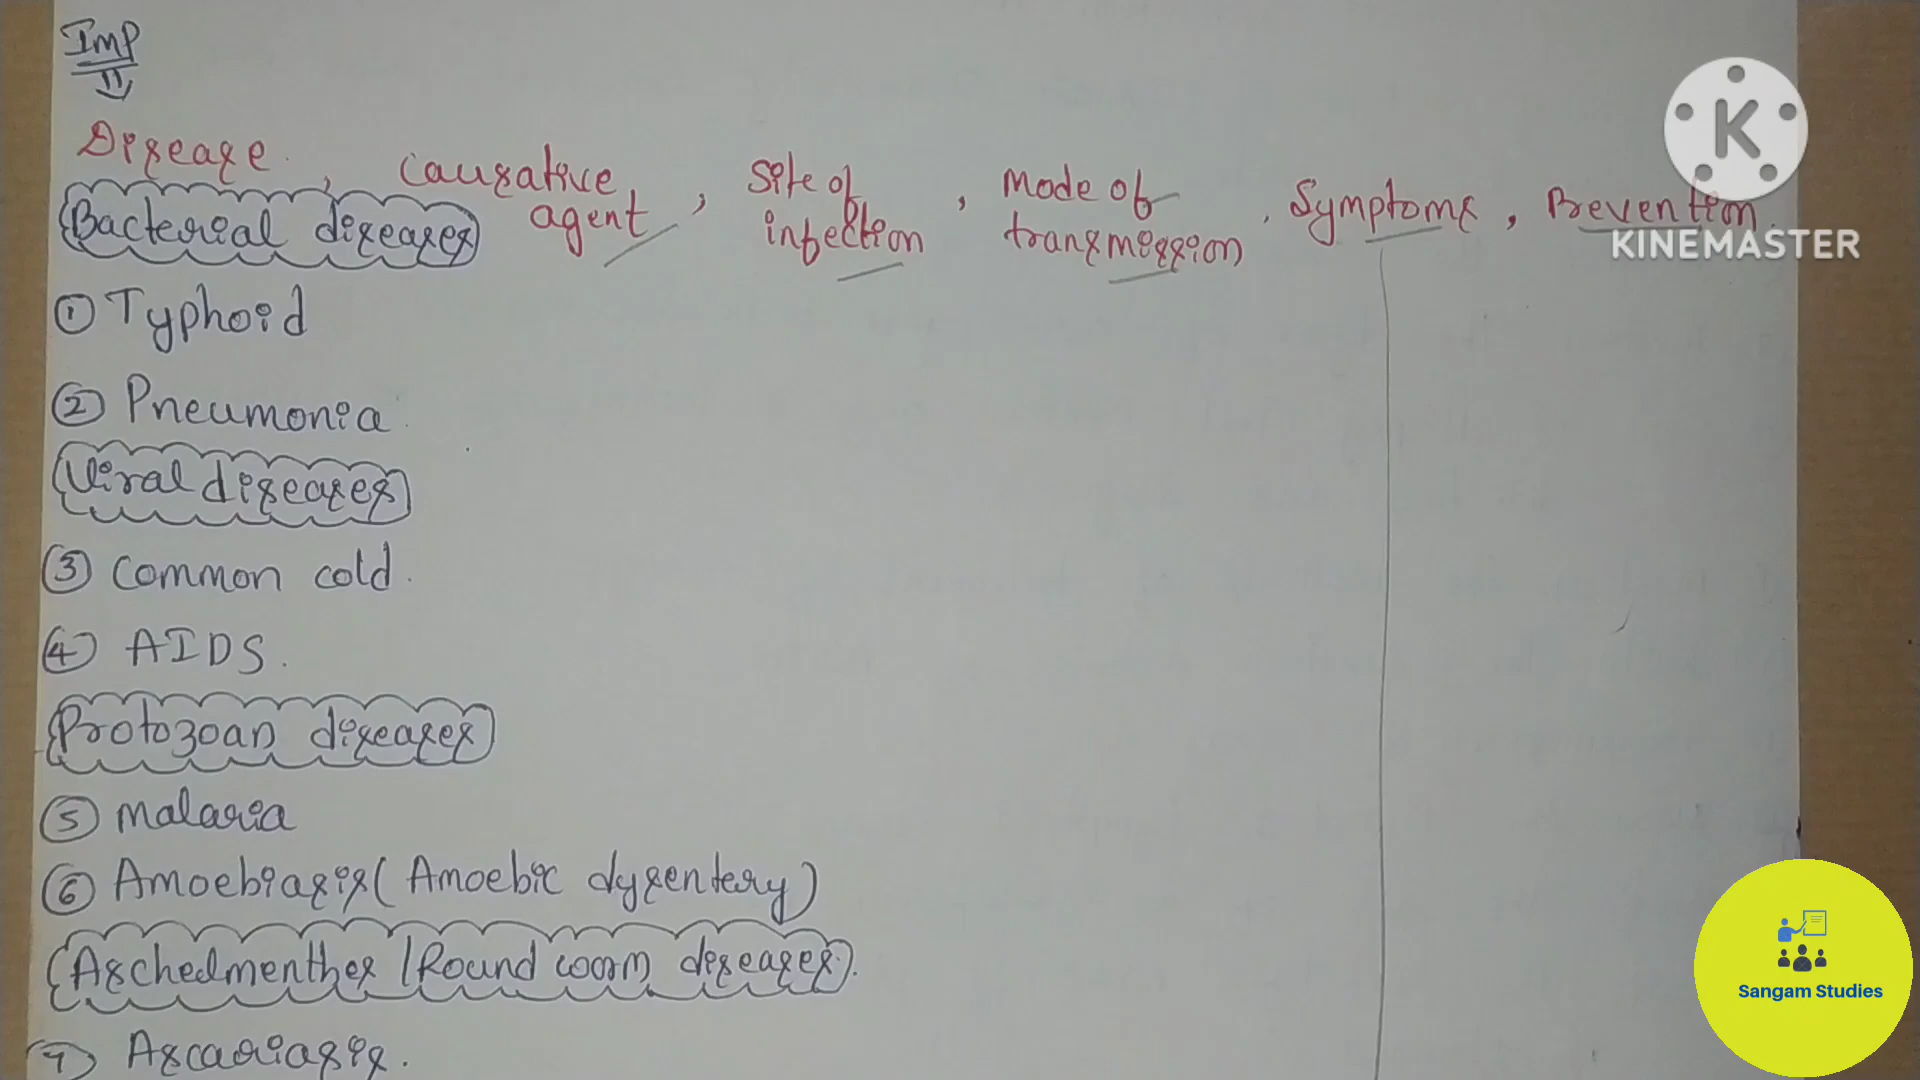 Imp
Disease, Causative agent, Site of infection, Mode of transmission, Symptoms, Prevention.
KINEMASTER
Bacterial diseases
① Typhoid
② Pneumonia
Viral diseases
③ Common cold.
④ AIDS.
Protozoan diseases
⑤ Malaria
⑥ Amoebiasis (Amoebic dysentery)
Aschedmenthes / Round worm diseases.
⑦ Ascariasis.
Sangam Studies